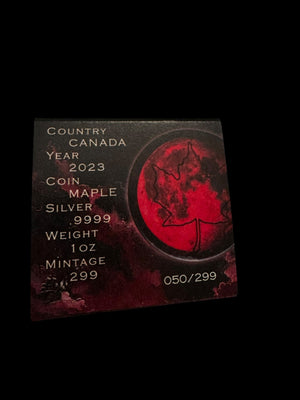 COUNTRY
CANADA
YEAR
2023
COIN
MAPLE
SILVER
.9999
WEIGHT
1OZ
MINTAGE
299
050/299